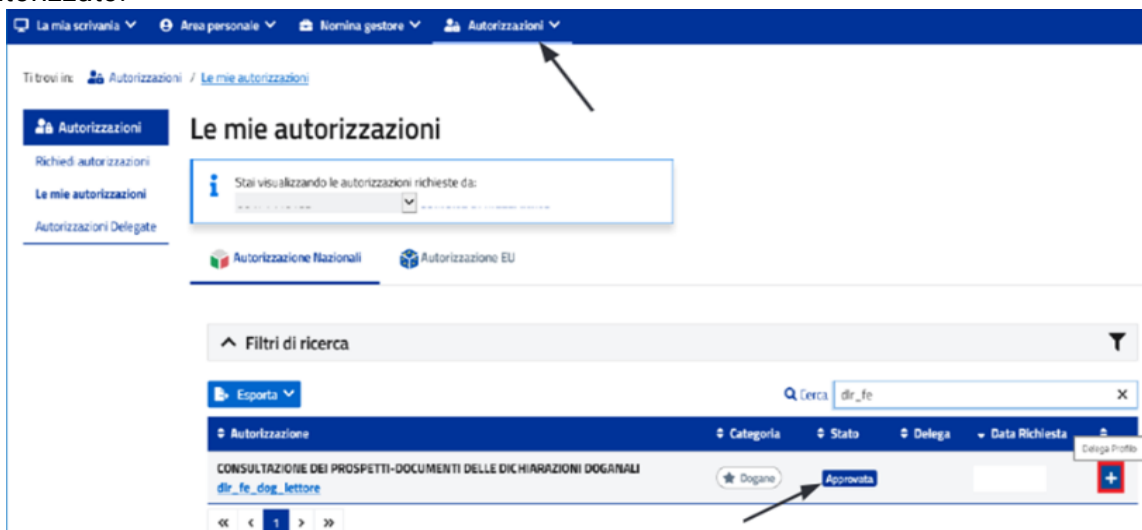 La mia scrivania Area personale Nomina gestore Autorizzazioni
Ti trovi in: Autorizzazioni / Le mie autorizzazioni
Autorizzazioni
Richiedi autorizzazioni
Le mie autorizzazioni
Autorizzazioni Delegate
Le mie autorizzazioni
Stai visualizzando le autorizzazioni richieste da:
Autorizzazione Nazionali Autorizzazione EU
Filtri di ricerca
Esporta Cerca dlr_fe
Autorizzazione Categoria Stato Delega Data Richiesta
Delega Profilo
CONSULTAZIONE DEI PROSPETTI-DOCUMENTI DELLE DICHIARAZIONI DOGANALI
dlr_fe_dog_lettore
Dogane Approvata +
« < 1 > »